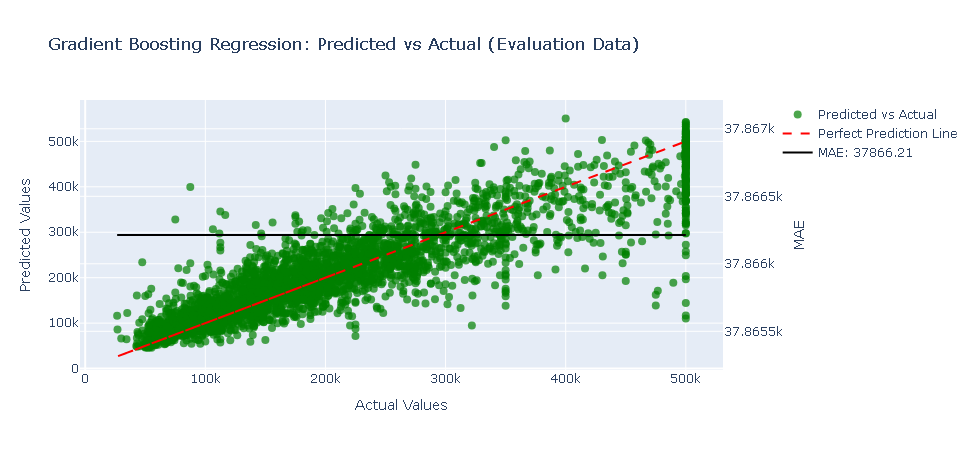 Gradient Boosting Regression: Predicted vs Actual (Evaluation Data)
Predicted vs Actual
Perfect Prediction Line
MAE: 37866.21
500k
400k
300k
200k
100k
0
Predicted Values
37.867k
37.8665k
37.866k
37.8655k
MAE
0
100k
200k
300k
400k
500k
Actual Values